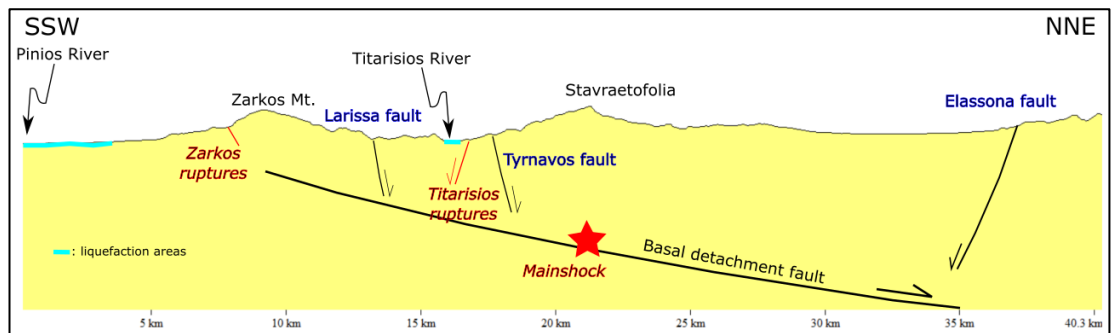 SSW
NNE
Pinios River
Titarisios River
Zarkos Mt.
Stavraetofolia
Larissa fault
Elassona fault
Zarkos
ruptures
Tyrnavos fault
Titarisios
ruptures
: liquefaction areas
Mainshock
Basal detachment fault
5 km
10 km
15 km
20 km
25 km
30 km
35 km
40.3 km